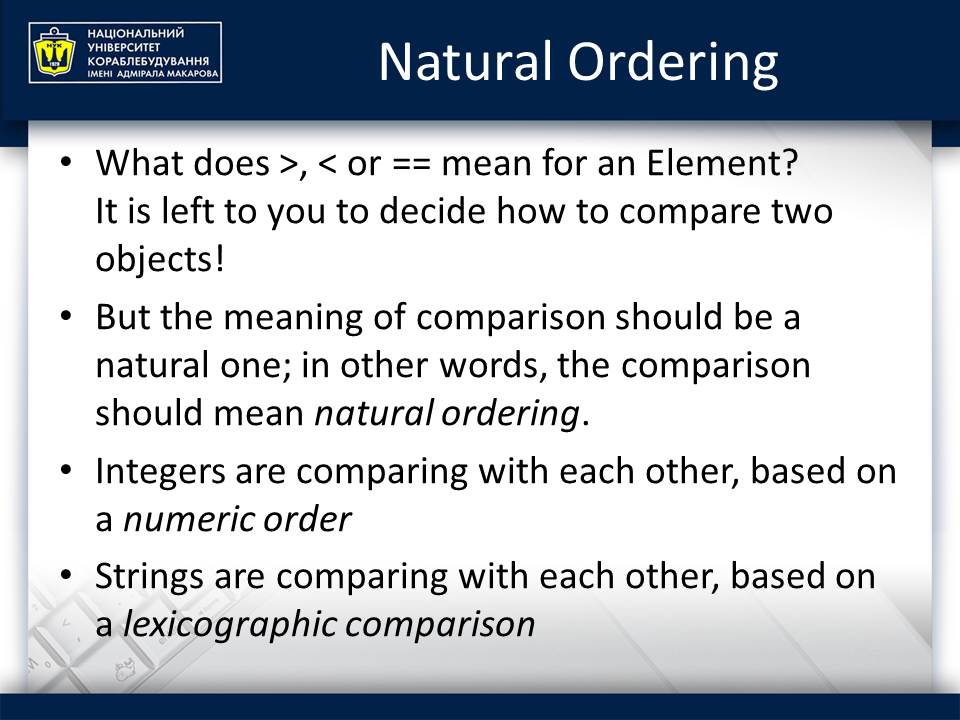 НАЦІОНАЛЬНИЙ
УНІВЕРСИТЕТ
КОРАБЛЕБУДУВАННЯ
ІМЕНІ АДМІРАЛА МАКАРОВА
НУК
1920
Natural Ordering
• What does >, < or == mean for an Element?
It is left to you to decide how to compare two
objects!
• But the meaning of comparison should be a
natural one; in other words, the comparison
should mean natural ordering.
• Integers are comparing with each other, based on
a numeric order
• Strings are comparing with each other, based on
a lexicographic comparison